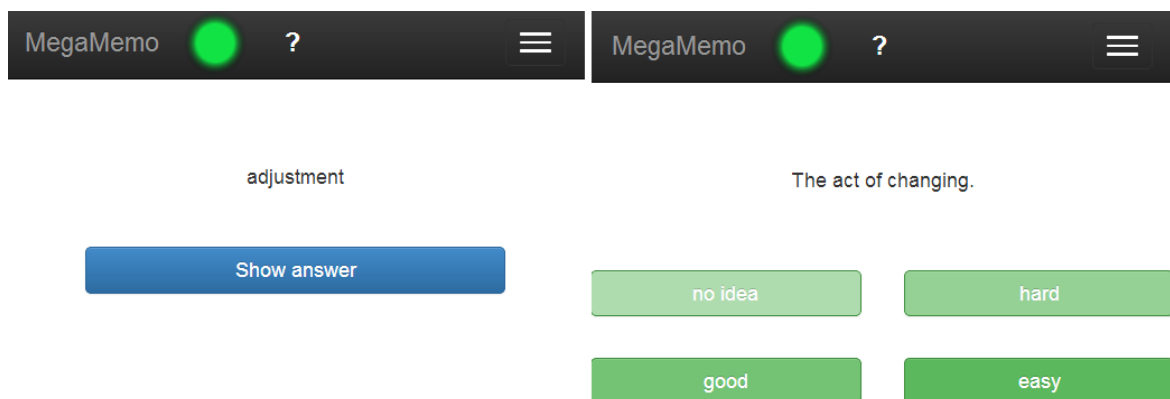 MegaMemo ?
adjustment
Show answer
MegaMemo ?
The act of changing.
no idea hard
good easy